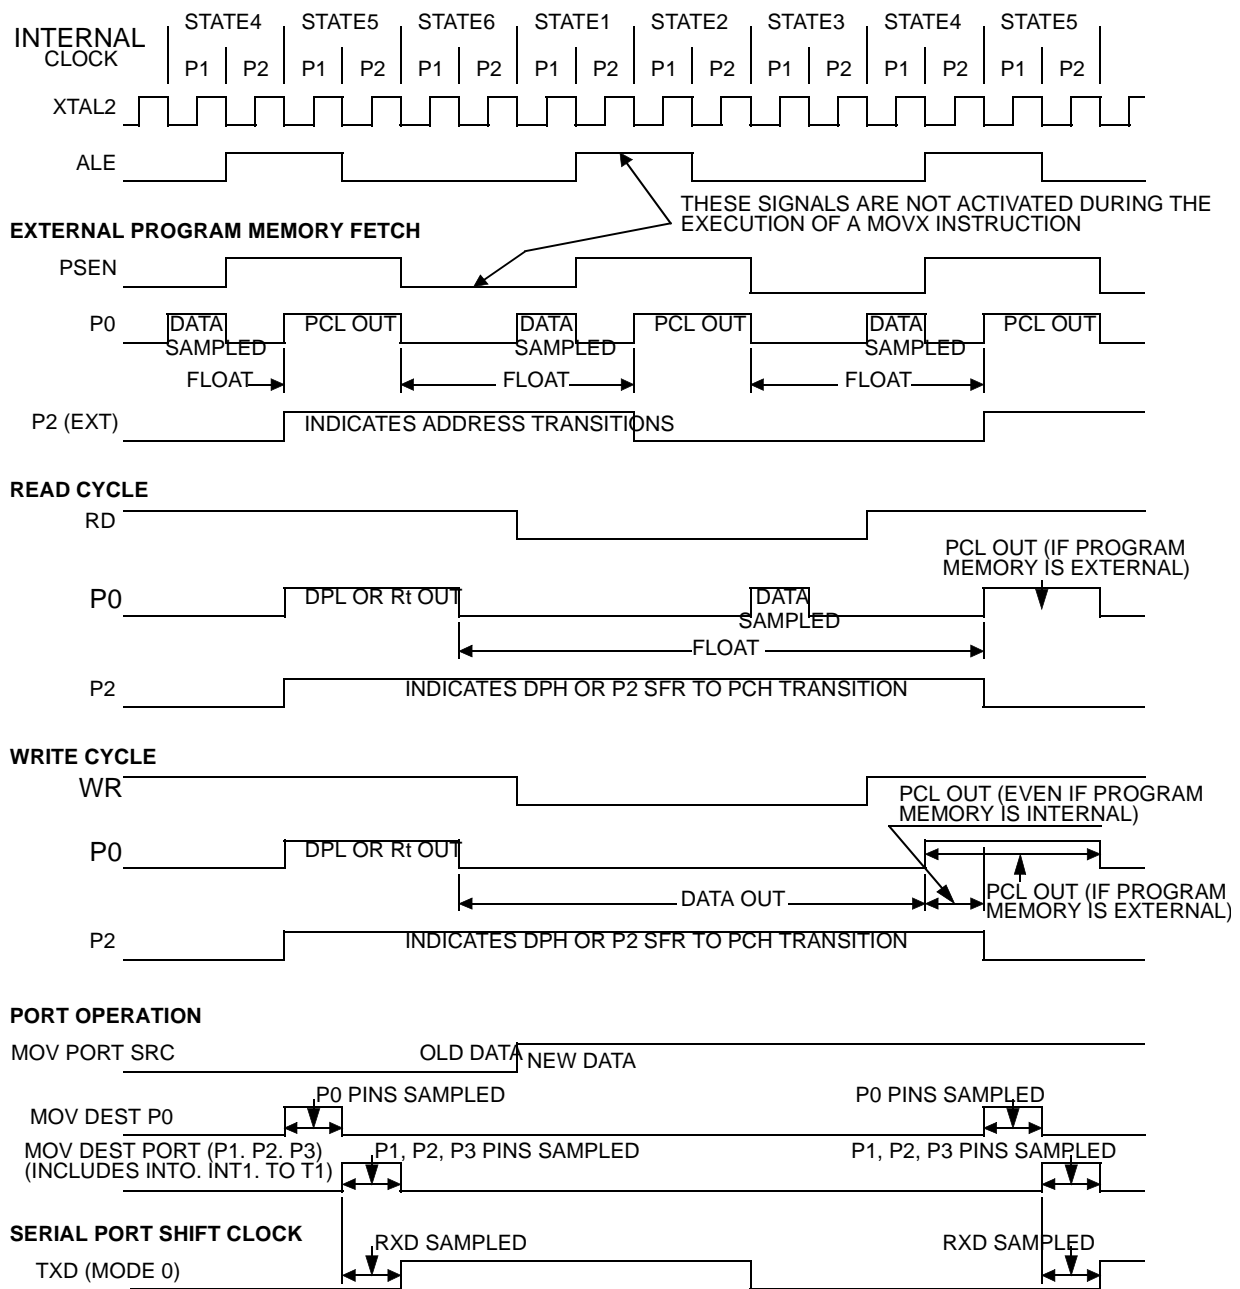 STATE4 STATE5 STATE6 STATE1 STATE2 STATE3 STATE4 STATE5
INTERNAL
CLOCK
P1 P2 P1 P2 P1 P2 P1 P2 P1 P2 P1 P2 P1 P2 P1 P2
XTAL2
ALE
THESE SIGNALS ARE NOT ACTIVATED DURING THE
EXECUTION OF A MOVX INSTRUCTION
EXTERNAL PROGRAM MEMORY FETCH
PSEN
P0 DATA PCL OUT DATA PCL OUT DATA PCL OUT
SAMPLED SAMPLED SAMPLED
FLOAT FLOAT FLOAT
P2 (EXT) INDICATES ADDRESS TRANSITIONS
READ CYCLE
RD
PCL OUT (IF PROGRAM
MEMORY IS EXTERNAL)
P0 DPL OR Rt OUT DATA
SAMPLED
FLOAT
P2 INDICATES DPH OR P2 SFR TO PCH TRANSITION
WRITE CYCLE
WR
PCL OUT (EVEN IF PROGRAM
MEMORY IS INTERNAL)
P0 DPL OR Rt OUT
DATA OUT
PCL OUT (IF PROGRAM
MEMORY IS EXTERNAL)
P2 INDICATES DPH OR P2 SFR TO PCH TRANSITION
PORT OPERATION
MOV PORT SRC OLD DATA NEW DATA
P0 PINS SAMPLED P0 PINS SAMPLED
MOV DEST P0
MOV DEST PORT (P1. P2. P3) P1, P2, P3 PINS SAMPLED P1, P2, P3 PINS SAMPLED
(INCLUDES INTO. INT1. TO T1)
SERIAL PORT SHIFT CLOCK
RXD SAMPLED RXD SAMPLED
TXD (MODE 0)